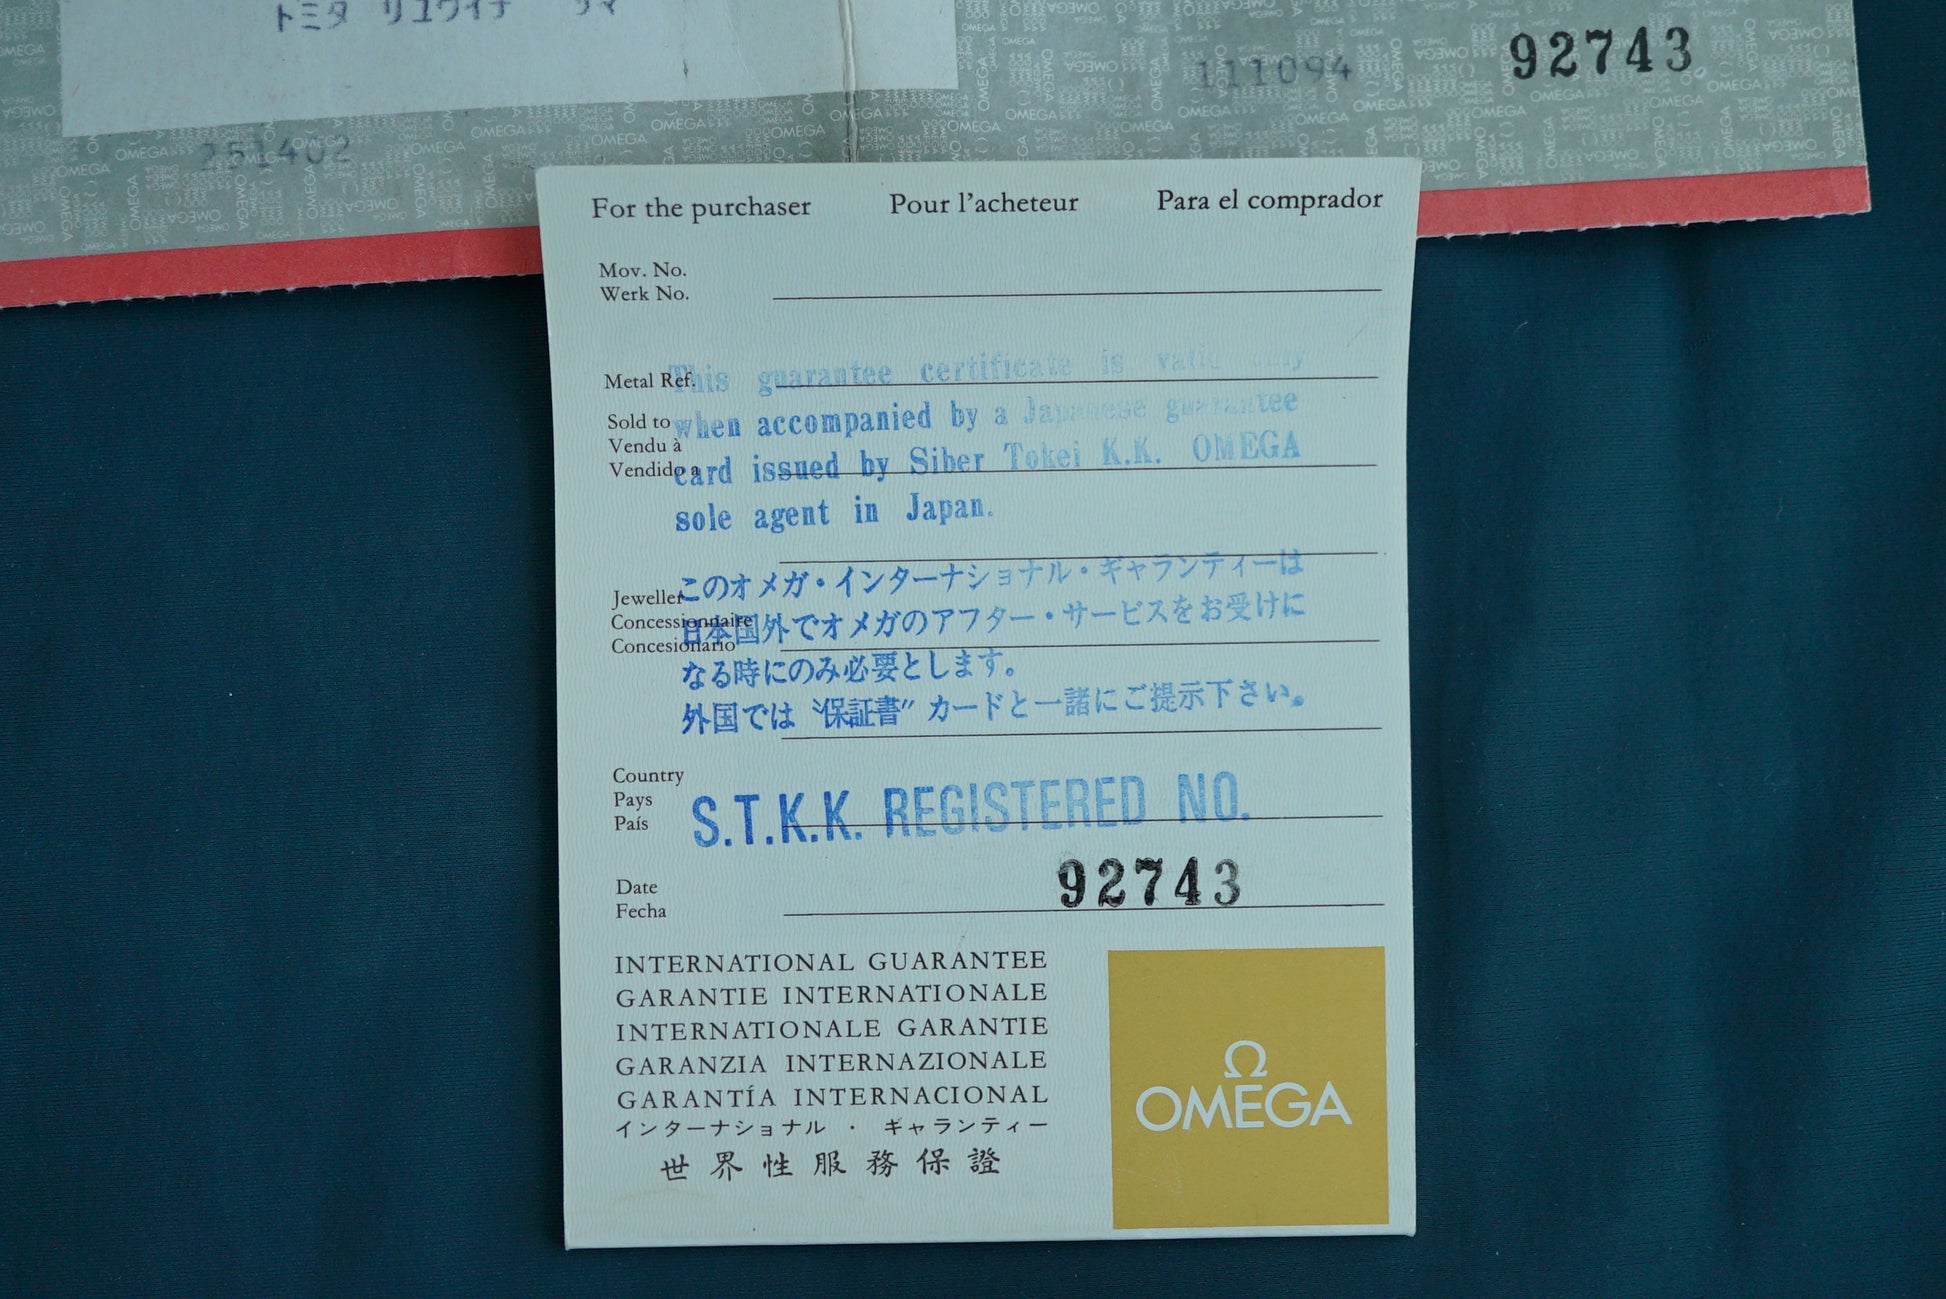 トミタ リユウイチ サマ
111094
92743
251402
For the purchaser Pour l'acheteur Para el comprador
Mov. No.
Werk No.
Metal Ref.
This guarantee certificate is valid only
Sold to
when accompanied by a Japanese guarantee
Vendu à
Vendido a
card issued by Siber Tokei K.K. OMEGA
sole agent in Japan.
このオメガ・インターナショナル・ギャランティーは
Jeweller
Concessionnaire
日本国外でオメガのアフター・サービスをお受けに
Concesionario
なる時にのみ必要とします。
外国では〝保証書〞カードと一諸にご提示下さい。
Country
Pays
País
S.T.K.K. REGISTERED NO.
92743
Date
Fecha
INTERNATIONAL GUARANTEE
GARANTIE INTERNATIONALE
INTERNATIONALE GARANTIE
GARANZIA INTERNAZIONALE
GARANTÍA INTERNACIONAL
インターナショナル・ギャランティー
世界性服務保證
Ω
OMEGA